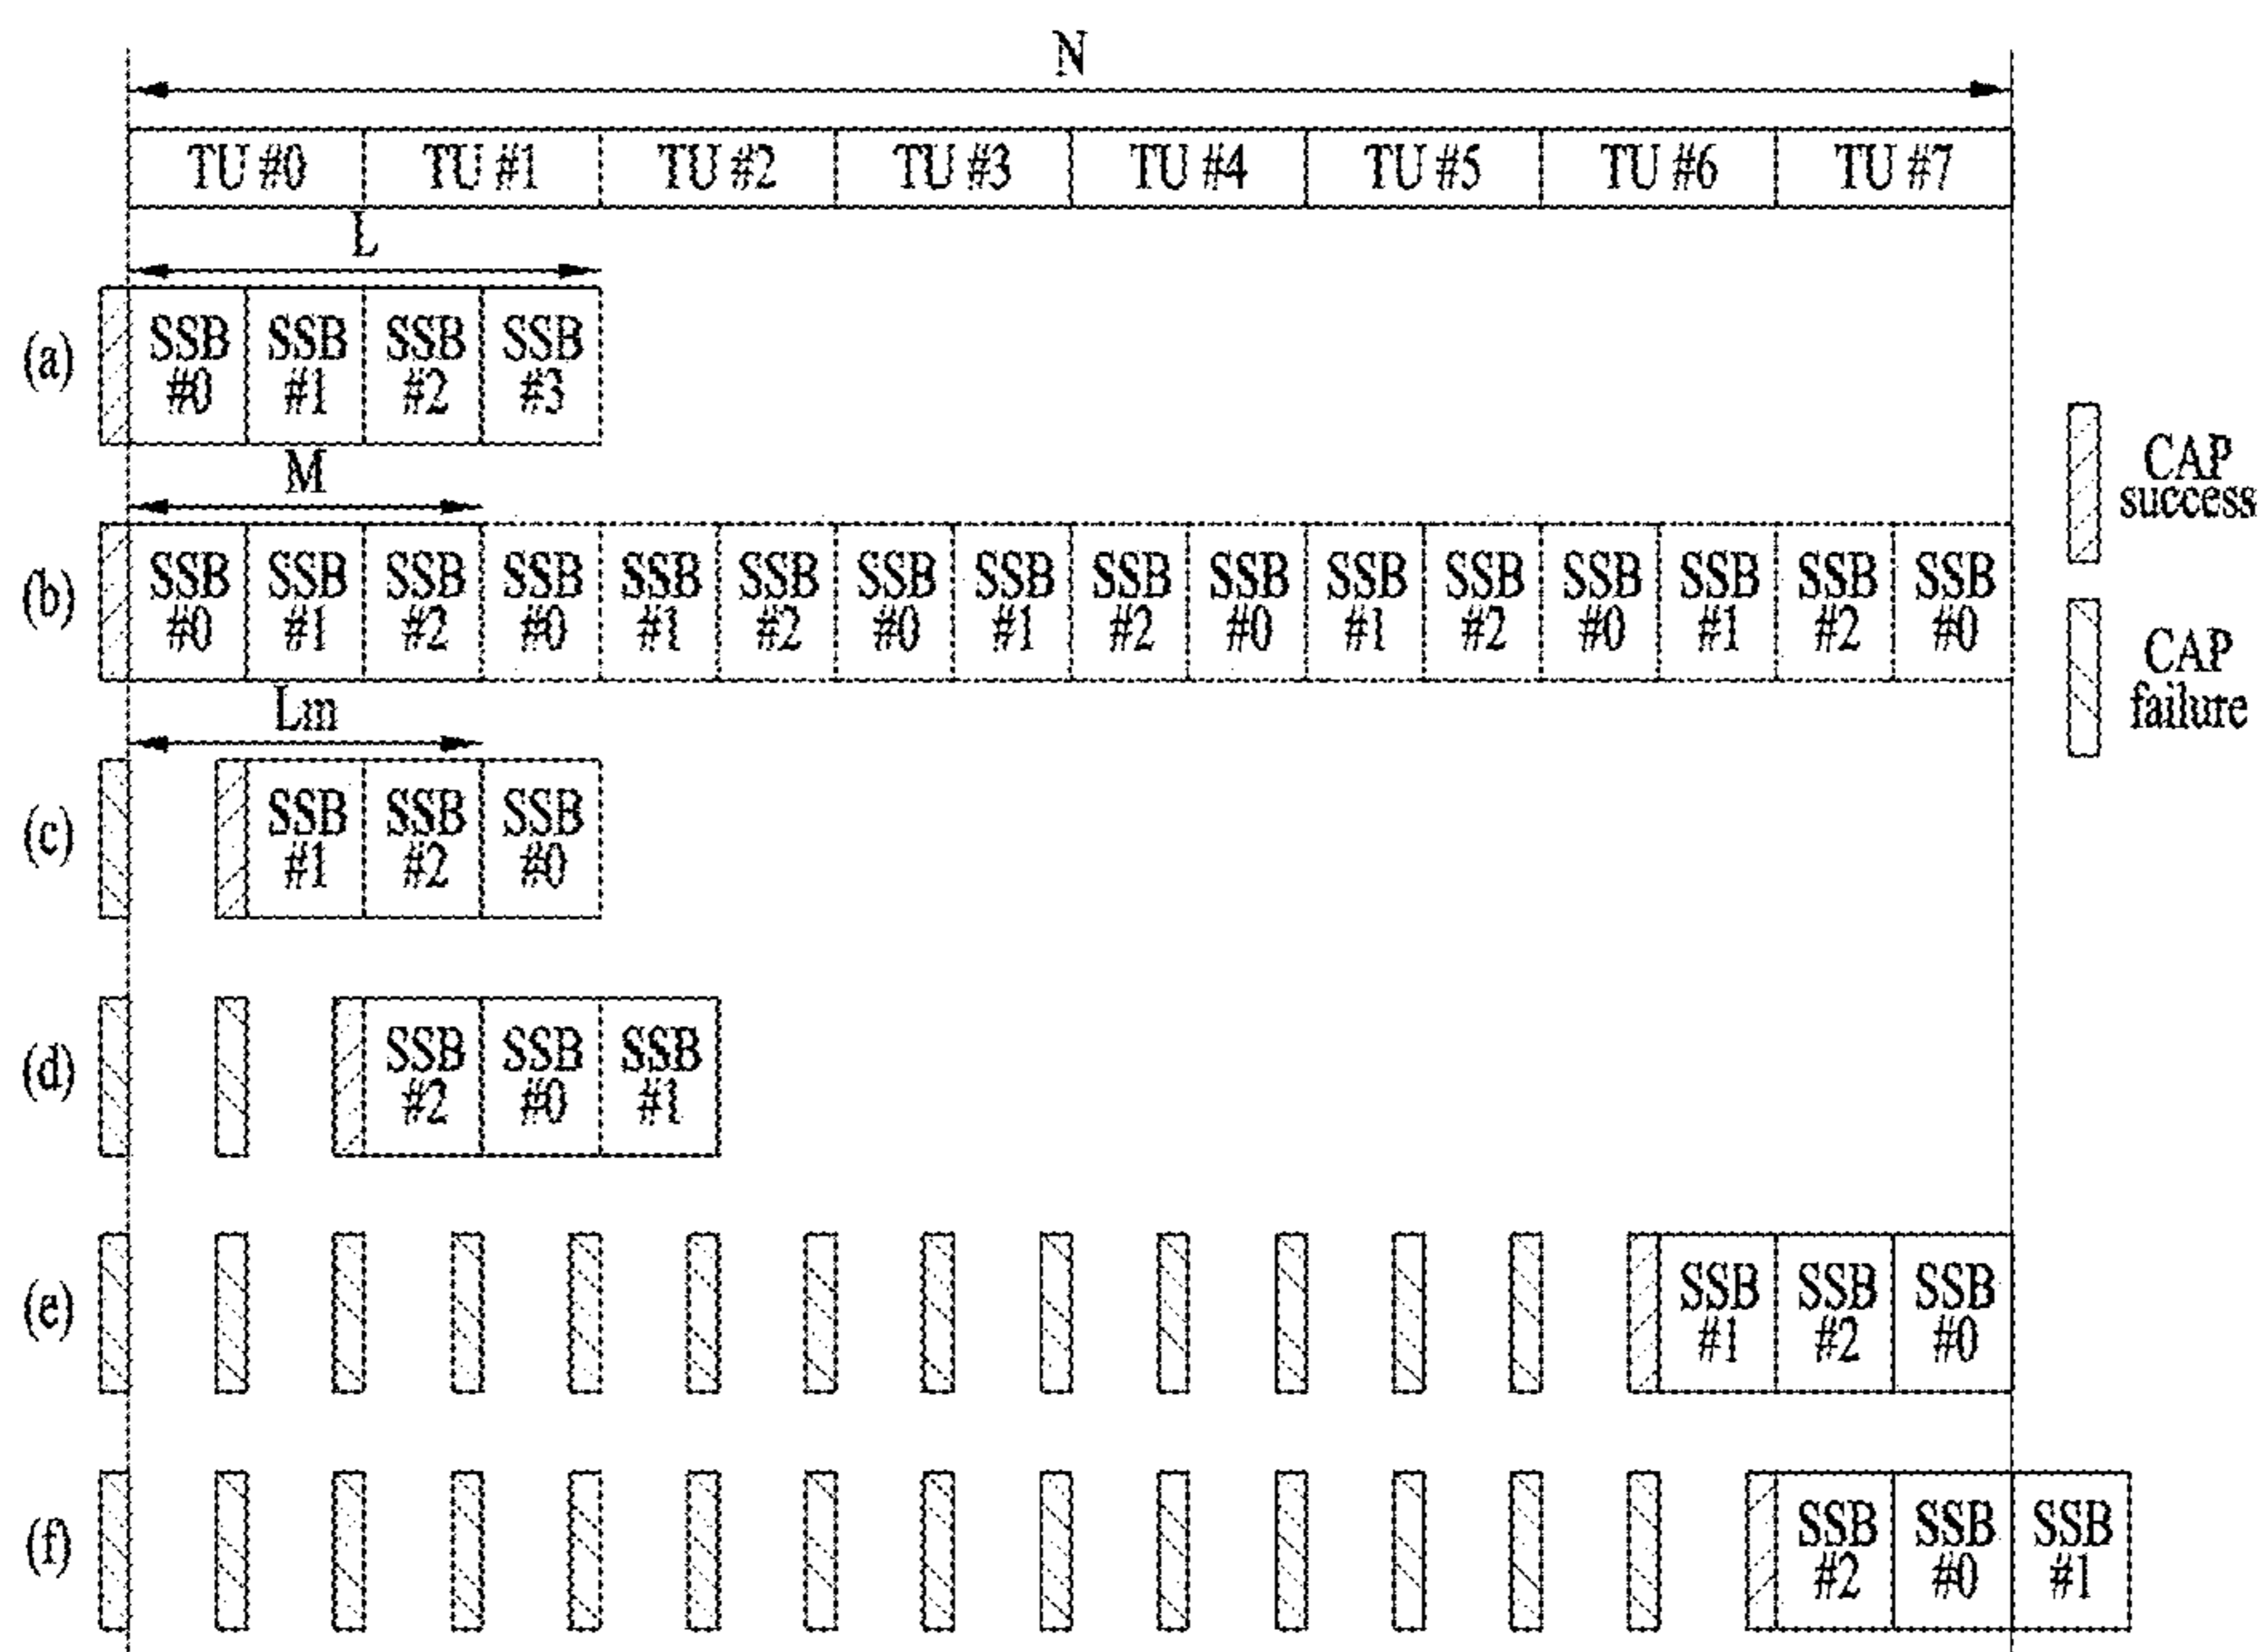 N
TU #0 TU #1 TU #2 TU #3 TU #4 TU #5 TU #6 TU #7
L
(a) SSB #0 SSB #1 SSB #2 SSB #3
M
(b) SSB #0 SSB #1 SSB #2 SSB #0 SSB #1 SSB #2 SSB #0 SSB #1 SSB #2 SSB #0 SSB #1 SSB #2 SSB #0 SSB #1 SSB #2 SSB #0
CAP
success
CAP
failure
Lm
(c) SSB #1 SSB #2 SSB #0
(d) SSB #2 SSB #0 SSB #1
(e) SSB #1 SSB #2 SSB #0
(f) SSB #2 SSB #0 SSB #1